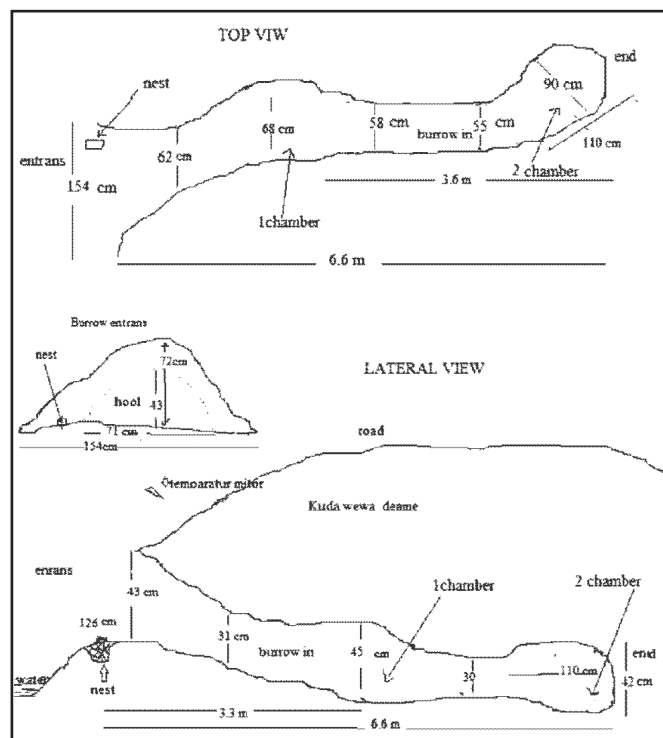 TOP VIW
nest
end
90 cm
entrans
154 cm
62 cm
68 cm
58 cm
burrow in
55 cm
110 cm
2 chamber
1chamber
3.6 m
6.6 m
Burrow entrans
nest
72cm
hool
43
71 cm
154cm
LATERAL VIEW
road
temoaratur mitor
Kuda wewa deame
enrans
43 cm
126 cm
31 cm
burrow in
45 cm
1chamber
2 chamber
30
110 cm
end
42 cm
water
nest
3.3 m
6.6 m